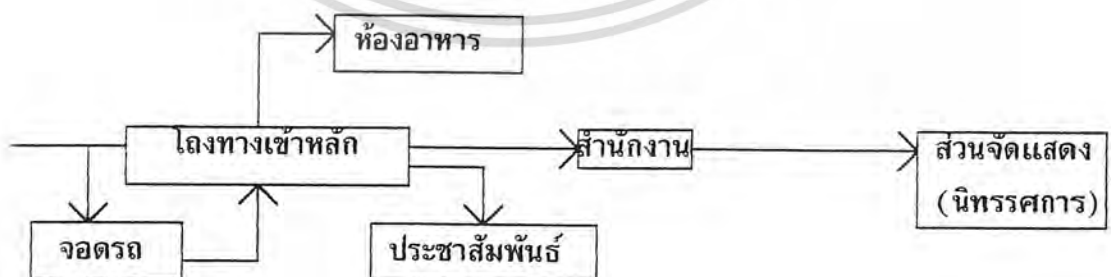 ห้องอาหาร
โถงทางเข้าหลัก
สำนักงาน
ส่วนจัดแสดง
(นิทรรศการ)
จอดรถ
ประชาสัมพันธ์